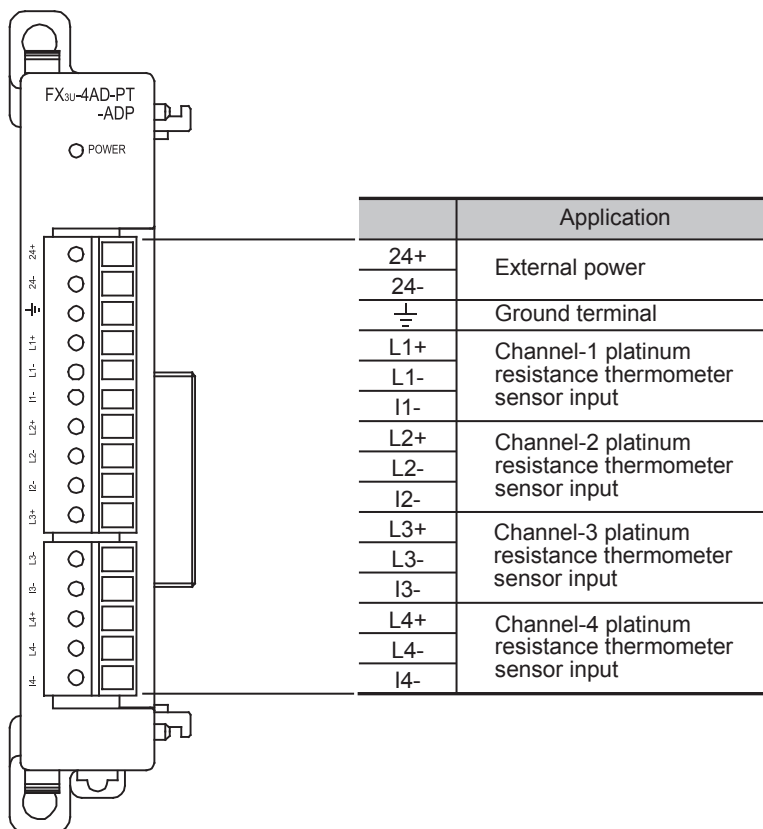 FX3U-4AD-PT
-ADP
POWER
24+
24-
L1+
L1-
I1-
L2+
L2-
I2-
L3+
L3-
I3-
L4+
L4-
I4-
Application
24+
External power
24-
Ground terminal
L1+
L1-
I1-
Channel-1 platinum
resistance thermometer
sensor input
L2+
L2-
I2-
Channel-2 platinum
resistance thermometer
sensor input
L3+
L3-
I3-
Channel-3 platinum
resistance thermometer
sensor input
L4+
L4-
I4-
Channel-4 platinum
resistance thermometer
sensor input